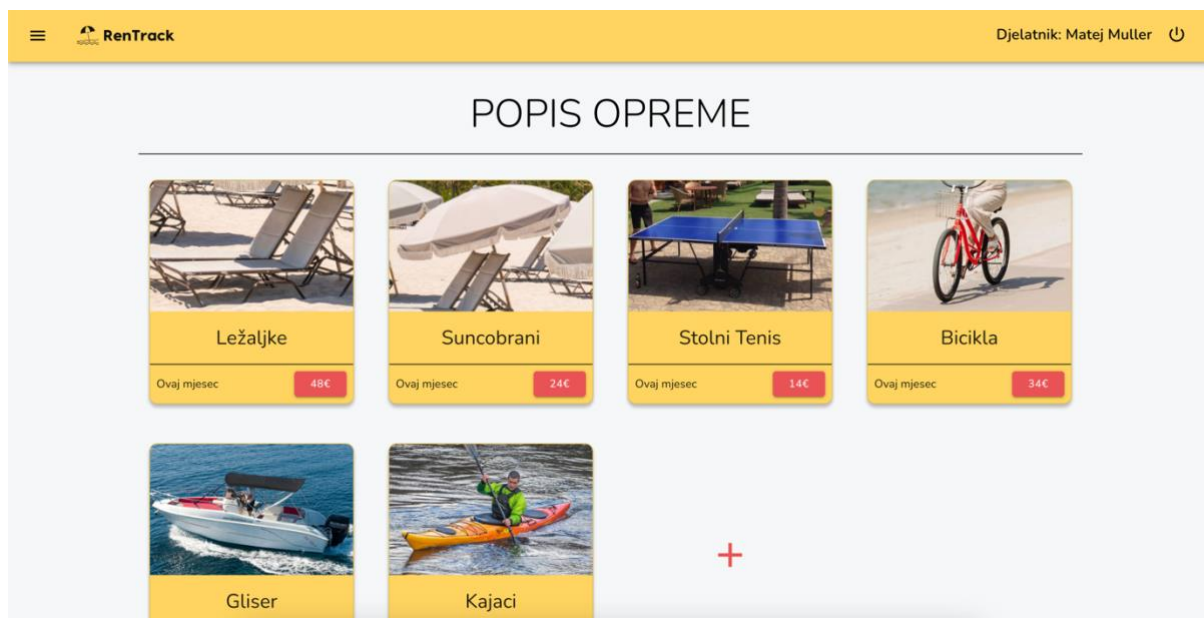 RenTrack
Djelatnik: Matej Muller
POPIS OPREME
Ležaljke
Suncobrani
Stolni Tenis
Bicikla
Ovaj mjesec 48€
Ovaj mjesec 24€
Ovaj mjesec 14€
Ovaj mjesec 34€
Gliser
Kajaci